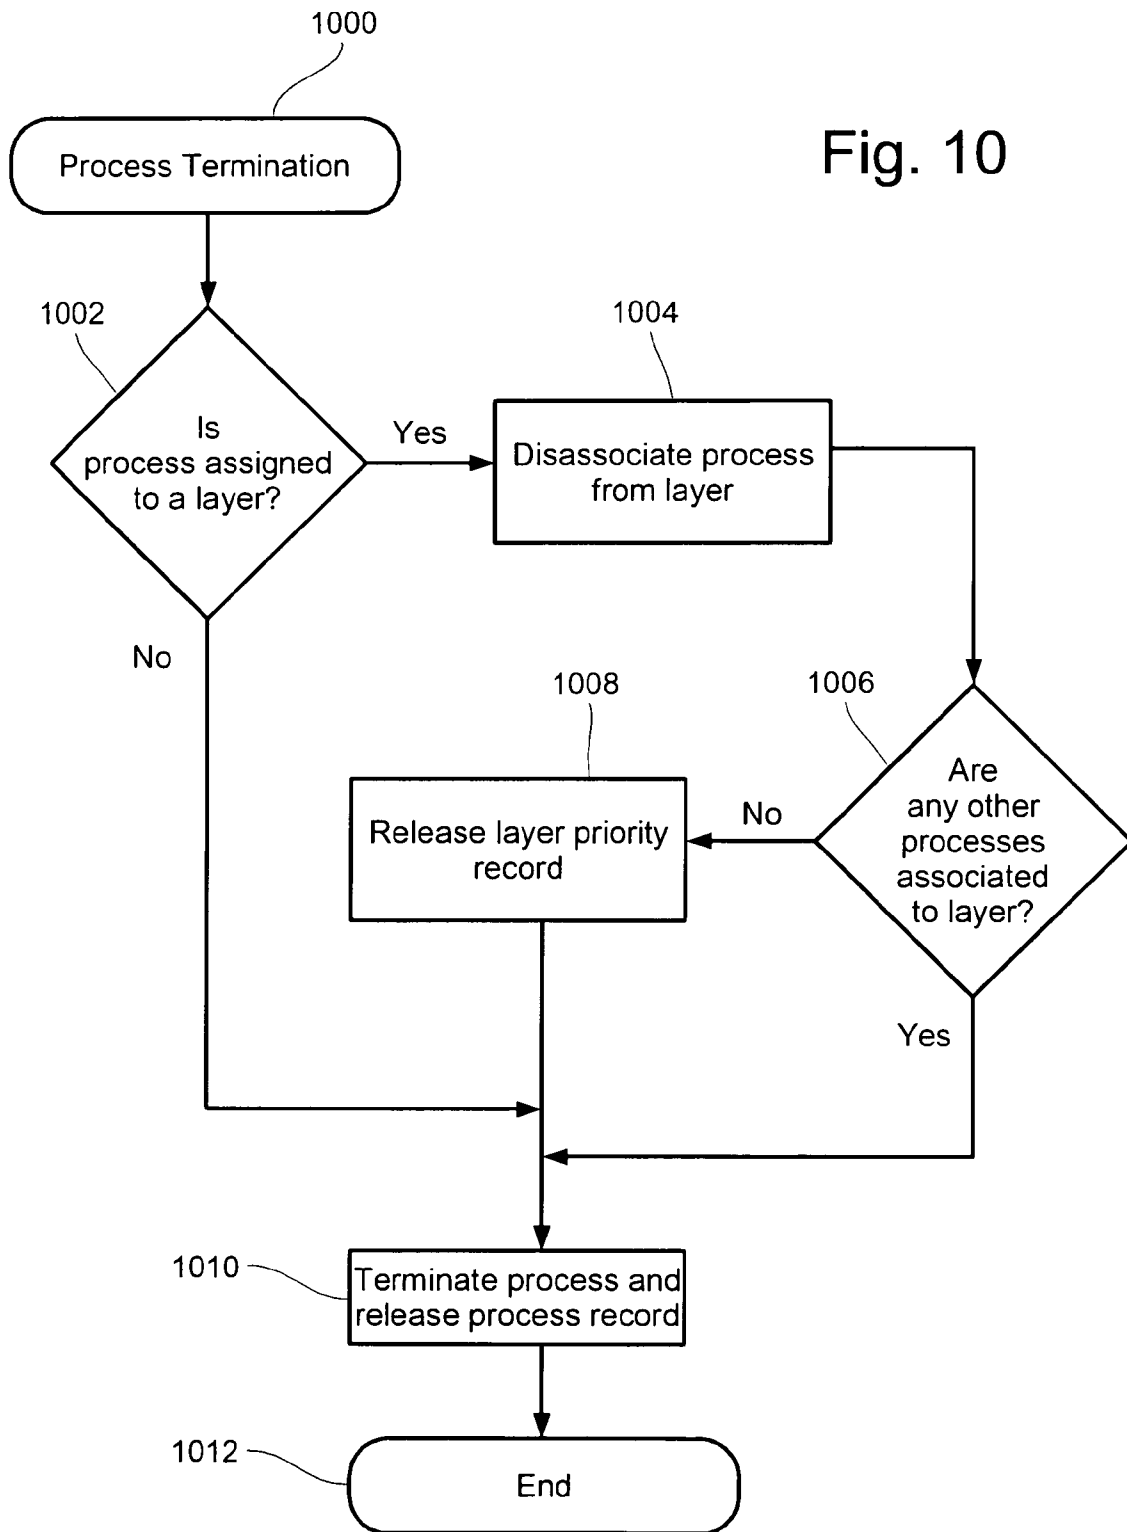 1000
Process Termination
Fig. 10
1002
Is
process assigned
to a layer?
Yes
No
1004
Disassociate process
from layer
1006
Are
any other
processes
associated
to layer?
No
Yes
1008
Release layer priority
record
1010
Terminate process and
release process record
1012
End